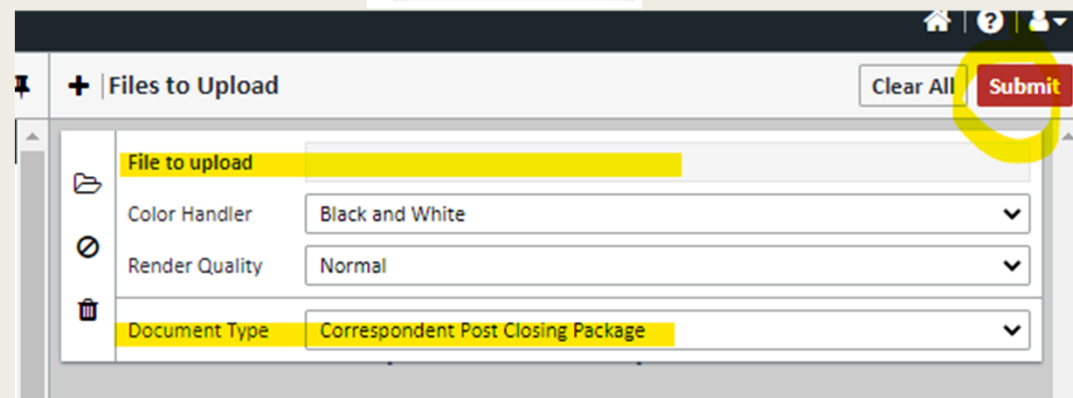 Files to Upload
Clear All
Submit
File to upload
Color Handler
Black and White
Render Quality
Normal
Document Type
Correspondent Post Closing Package